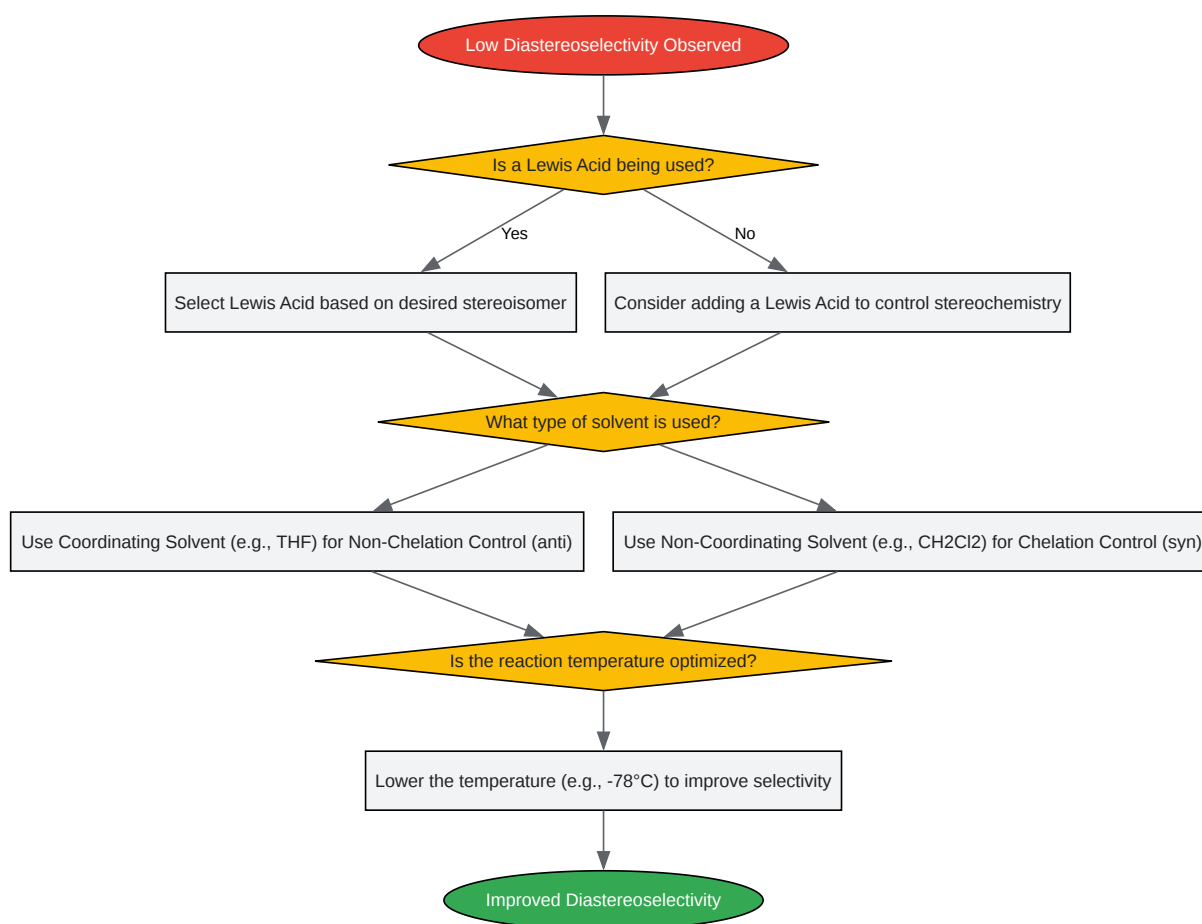 Low Diastereoselectivity Observed
Is a Lewis Acid being used?
Yes
No
Select Lewis Acid based on desired stereoisomer
Consider adding a Lewis Acid to control stereochemistry
What type of solvent is used?
Use Coordinating Solvent (e.g., THF) for Non-Chelation Control (anti)
Use Non-Coordinating Solvent (e.g., CH2Cl2) for Chelation Control (syn)
Is the reaction temperature optimized?
Lower the temperature (e.g., -78°C) to improve selectivity
Improved Diastereoselectivity